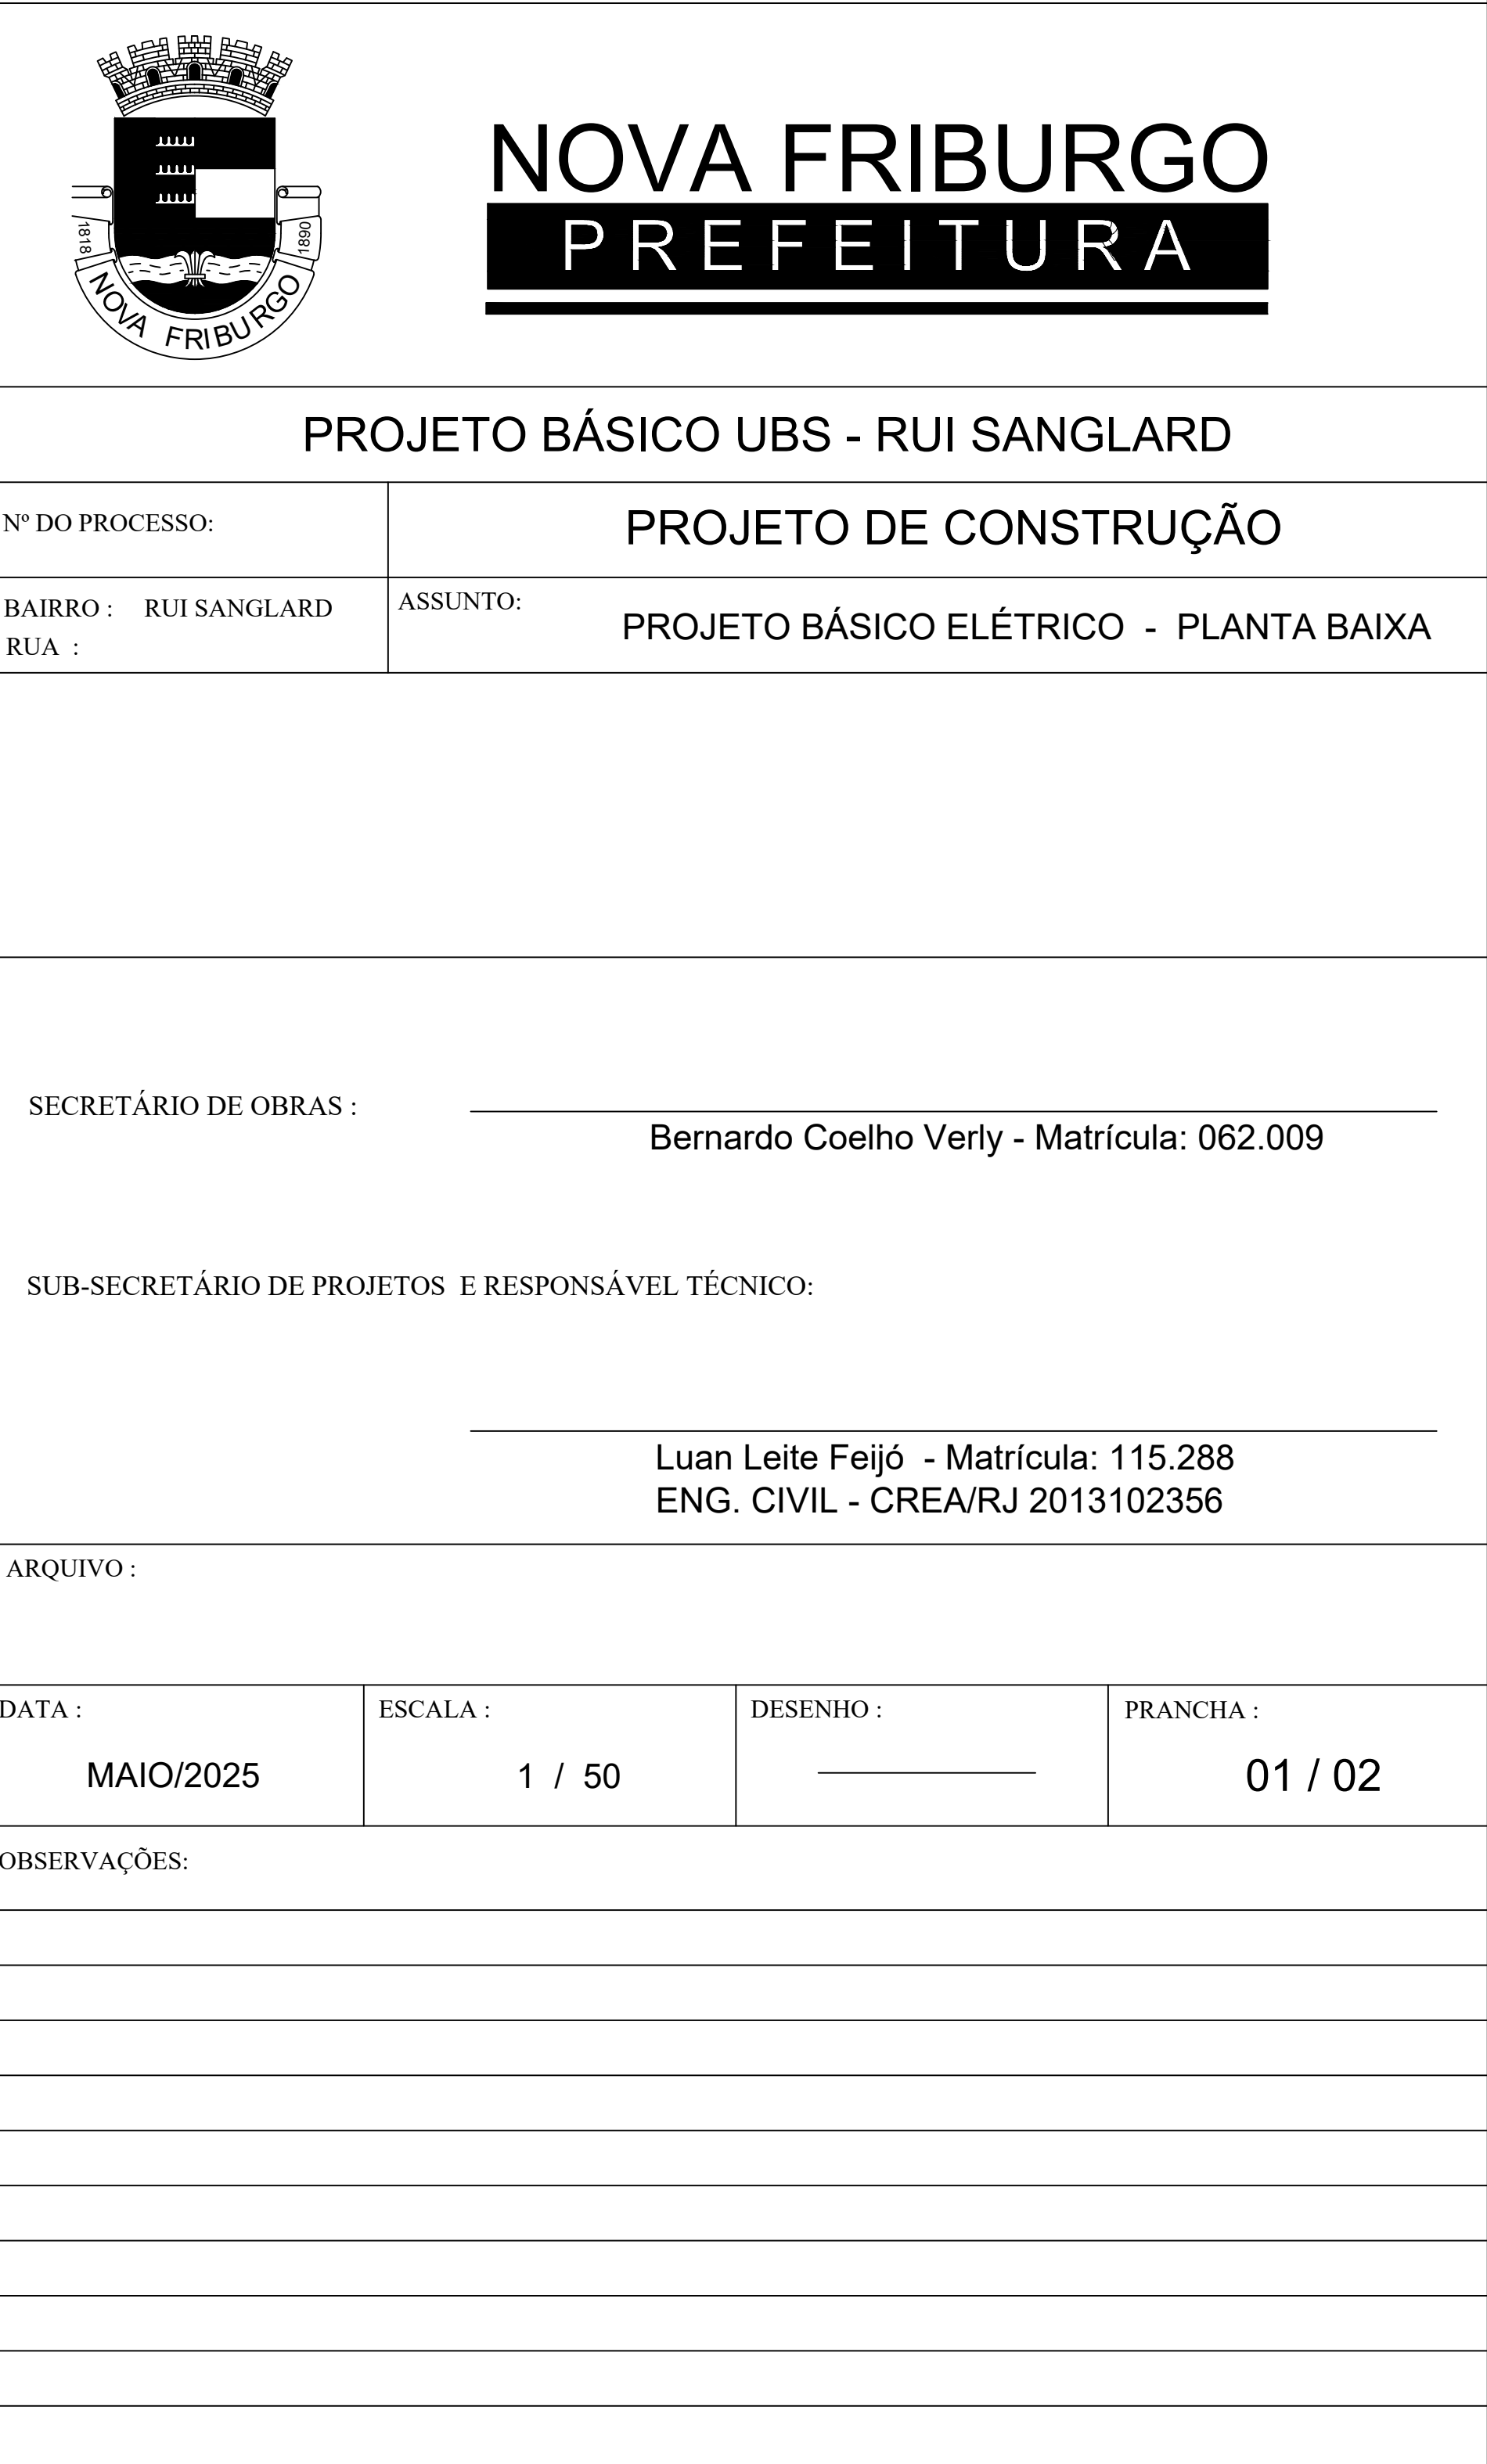 1818
1890
NOVA FRIBURGO
NOVA FRIBURGO
PREFEITURA
PROJETO BÁSICO UBS - RUI SANGLARD
Nº DO PROCESSO:
PROJETO DE CONSTRUÇÃO
BAIRRO : RUI SANGLARD
RUA :
ASSUNTO:
PROJETO BÁSICO ELÉTRICO - PLANTA BAIXA
SECRETÁRIO DE OBRAS :
Bernardo Coelho Verly - Matrícula: 062.009
SUB-SECRETÁRIO DE PROJETOS E RESPONSÁVEL TÉCNICO:
Luan Leite Feijó - Matrícula: 115.288
ENG. CIVIL - CREA/RJ 2013102356
ARQUIVO :
DATA :
MAIO/2025
ESCALA :
1 / 50
DESENHO :
PRANCHA :
01 / 02
OBSERVAÇÕES: